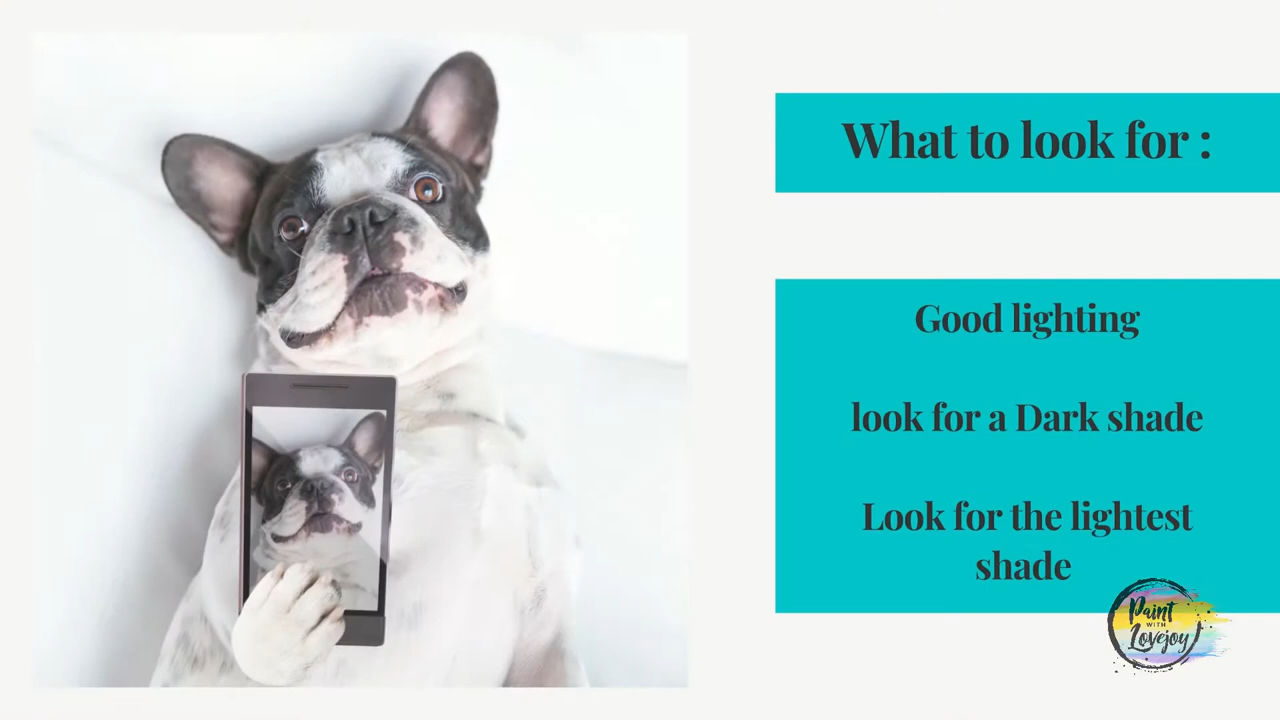 What to look for :
Good lighting
look for a Dark shade
Look for the lightest
shade
Paint
WITH
Lovejoy